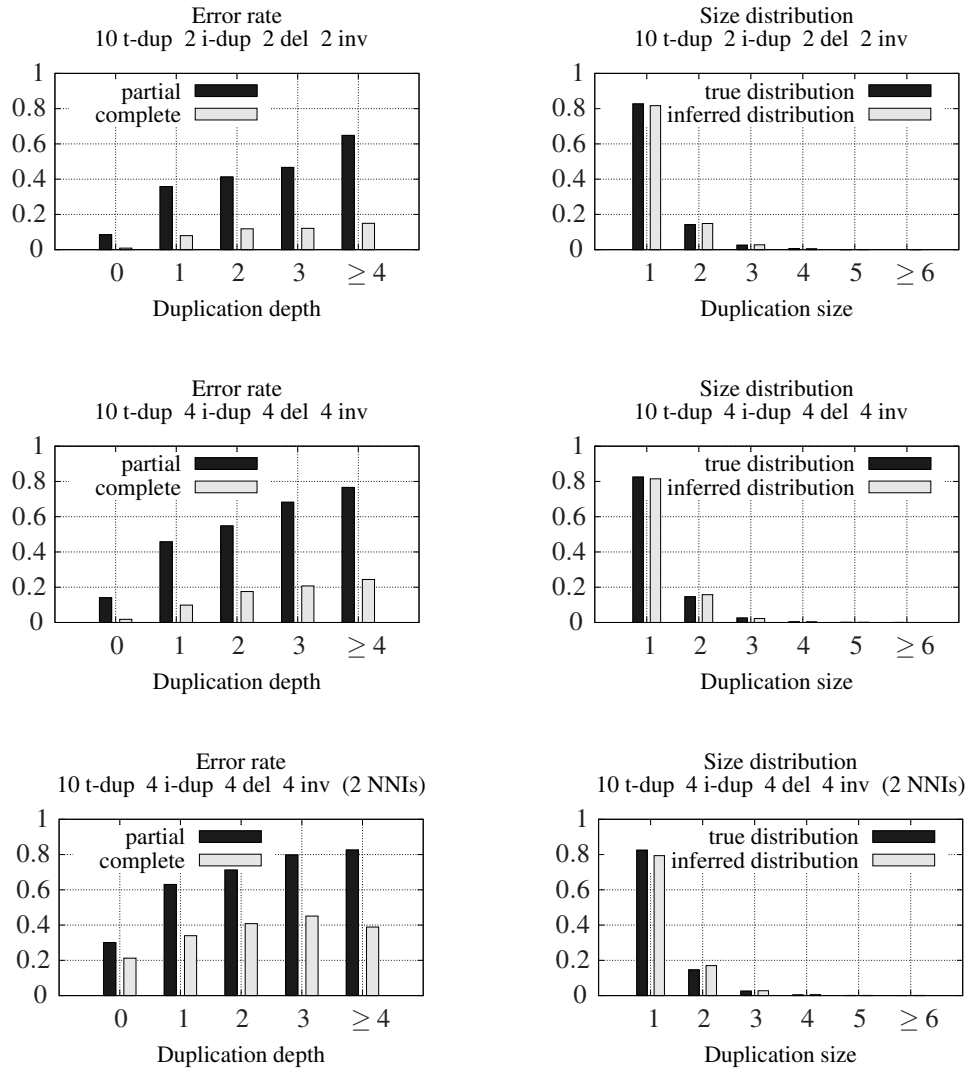 Error rate
10 t-dup 2 i-dup 2 del 2 inv
1
0.8
0.6
0.4
0.2
0
partial
complete
0 1 2 3 ≥ 4
Duplication depth
Size distribution
10 t-dup 2 i-dup 2 del 2 inv
1
0.8
0.6
0.4
0.2
0
true distribution
inferred distribution
1 2 3 4 5 ≥ 6
Duplication size
Error rate
10 t-dup 4 i-dup 4 del 4 inv
1
0.8
0.6
0.4
0.2
0
partial
complete
0 1 2 3 ≥ 4
Duplication depth
Size distribution
10 t-dup 4 i-dup 4 del 4 inv
1
0.8
0.6
0.4
0.2
0
true distribution
inferred distribution
1 2 3 4 5 ≥ 6
Duplication size
Error rate
10 t-dup 4 i-dup 4 del 4 inv (2 NNIs)
1
0.8
0.6
0.4
0.2
0
partial
complete
0 1 2 3 ≥ 4
Duplication depth
Size distribution
10 t-dup 4 i-dup 4 del 4 inv (2 NNIs)
1
0.8
0.6
0.4
0.2
0
true distribution
inferred distribution
1 2 3 4 5 ≥ 6
Duplication size